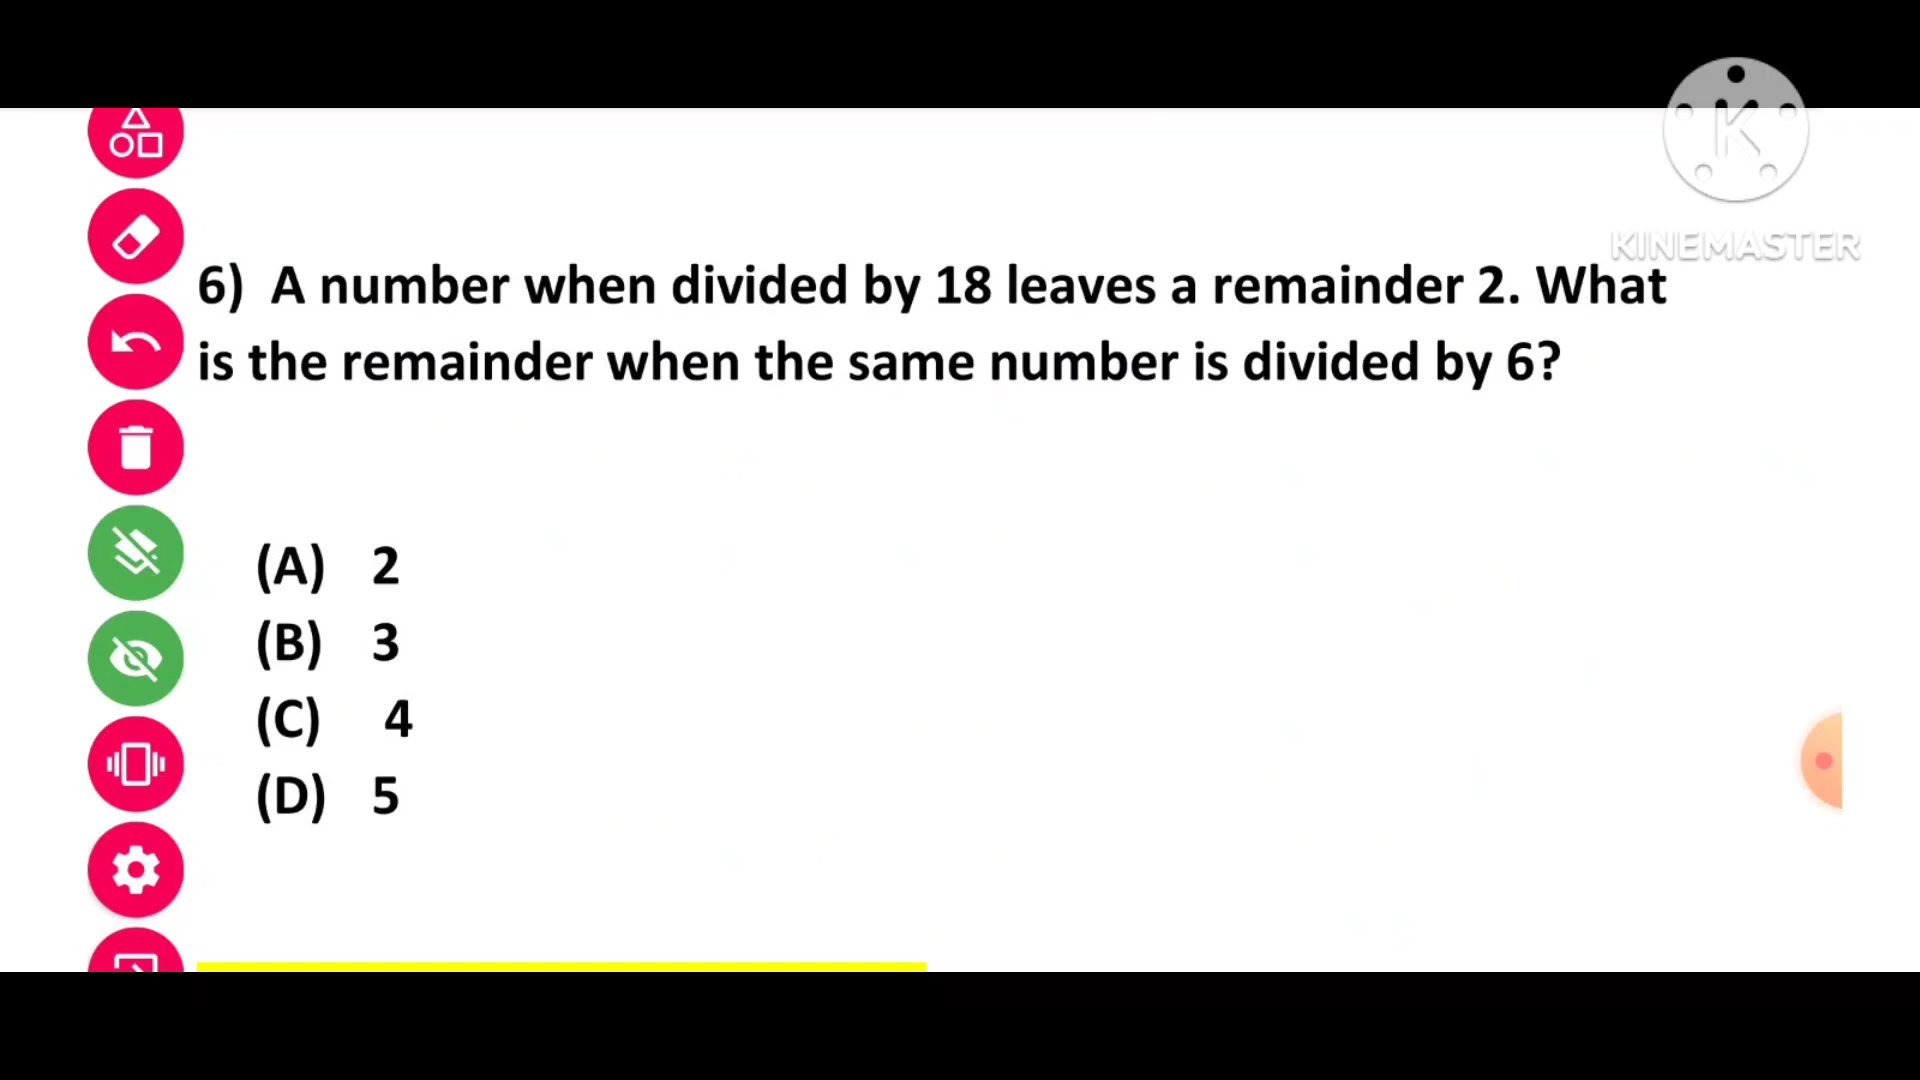 KINEMASTER
6) A number when divided by 18 leaves a remainder 2. What
is the remainder when the same number is divided by 6?
(A) 2
(B) 3
(C) 4
(D) 5